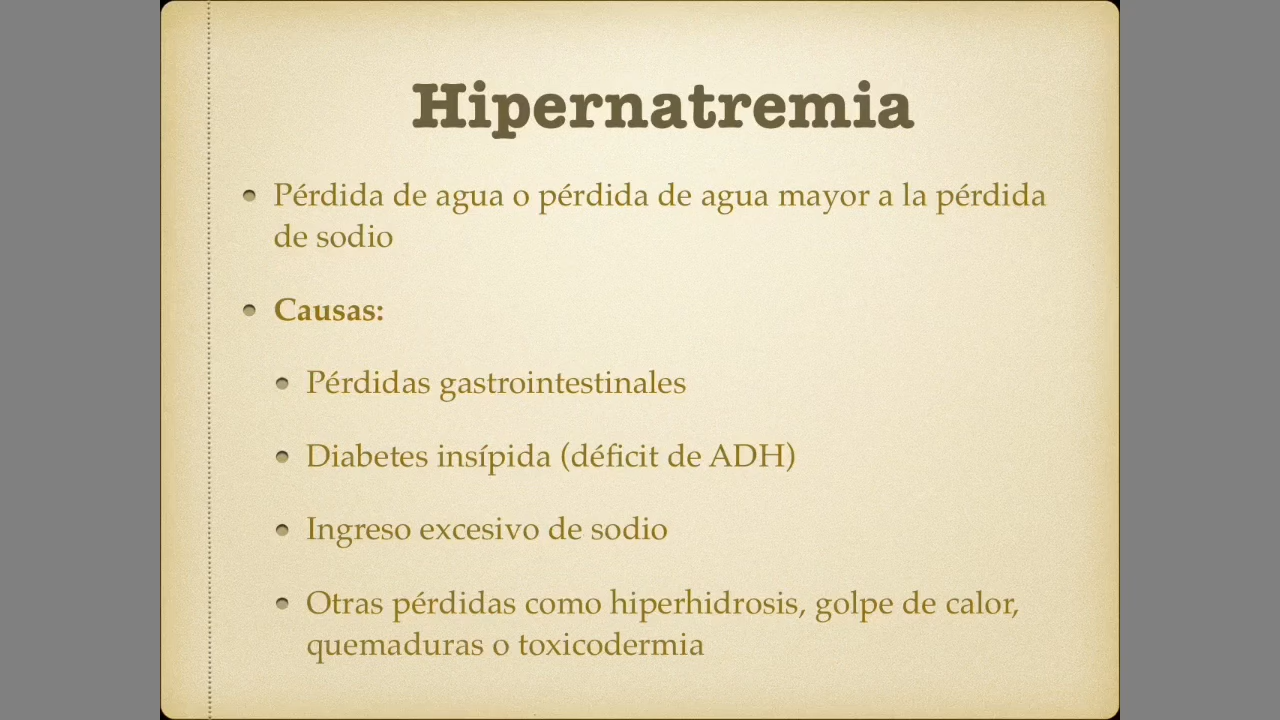 Hipernatremia
Pérdida de agua o pérdida de agua mayor a la pérdida
de sodio
Causas:
Pérdidas gastrointestinales
Diabetes insípida (déficit de ADH)
Ingreso excesivo de sodio
Otras pérdidas como hiperhidrosis, golpe de calor,
quemaduras o toxicodermia